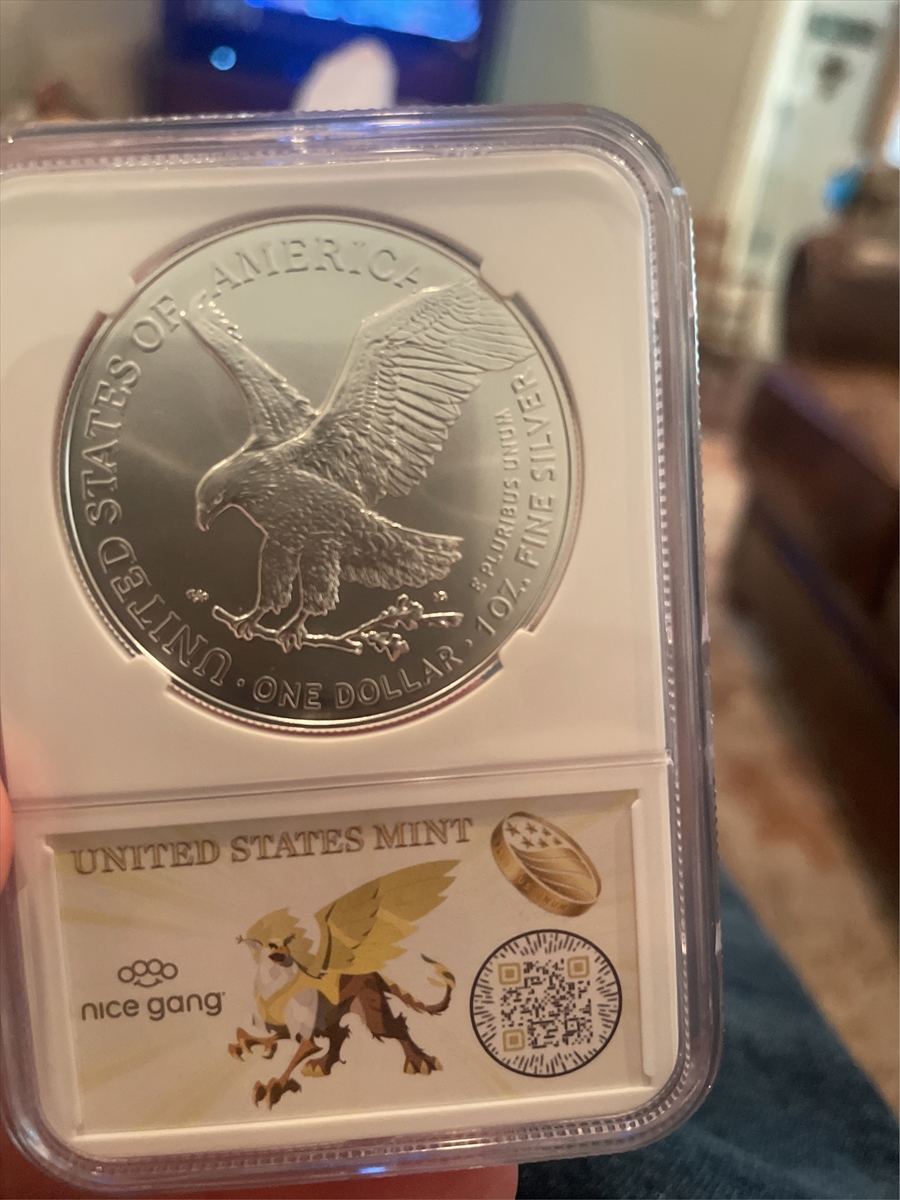 UNITED STATES OF AMERICA
E PLURIBUS UNUM
1 OZ. FINE SILVER
· ONE DOLLAR ·
UNITED STATES MINT
nice gang